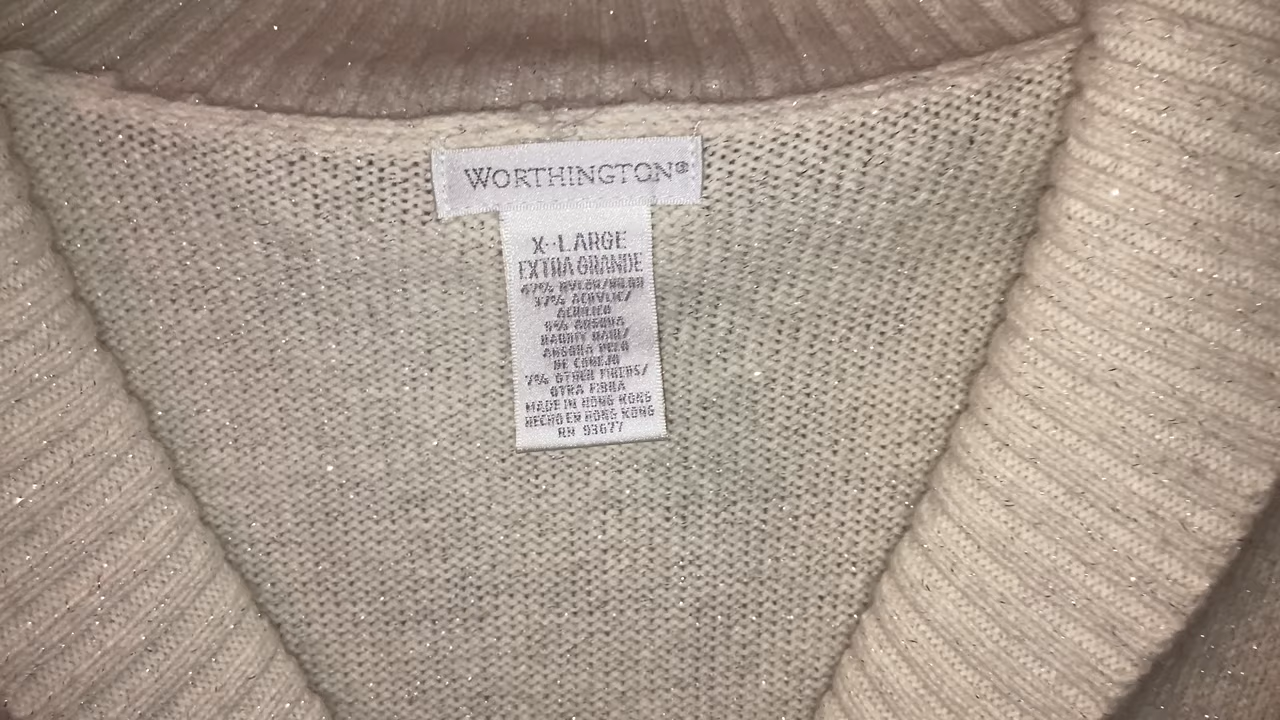 WORTHINGTON®
X-LARGE
EXTRA GRANDE
47% NYLON/NILON
37% ACRYLIC/
ACRILICO
9% ANGORA
RABBIT HAIR/
ANGORA PELO
DE CONEJO
7% OTHER FIBERS/
OTRA FIBRA
MADE IN HONG KONG
HECHO EN HONG KONG
RN 93677